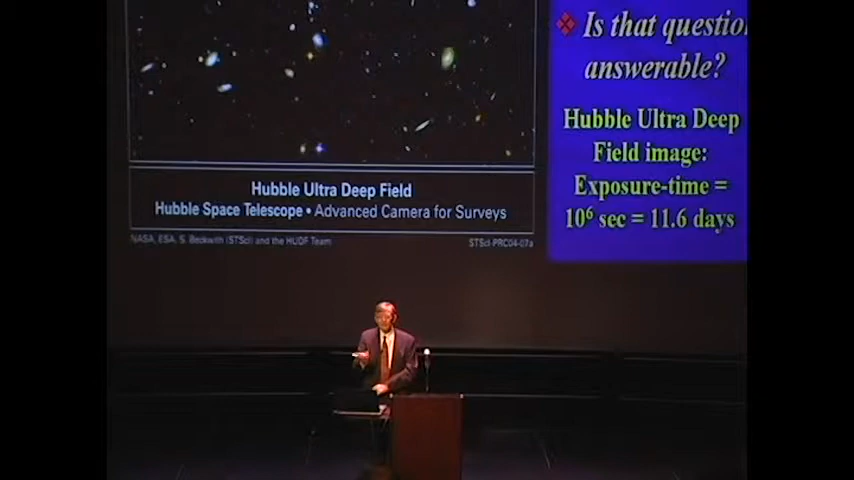 Hubble Ultra Deep Field
Hubble Space Telescope • Advanced Camera for Surveys
NASA, ESA, S. Beckwith (STScI) and the HUDF Team
STScI-PRC04-07a
Is that question
answerable?
Hubble Ultra Deep
Field image:
Exposure-time =
10⁶ sec = 11.6 days